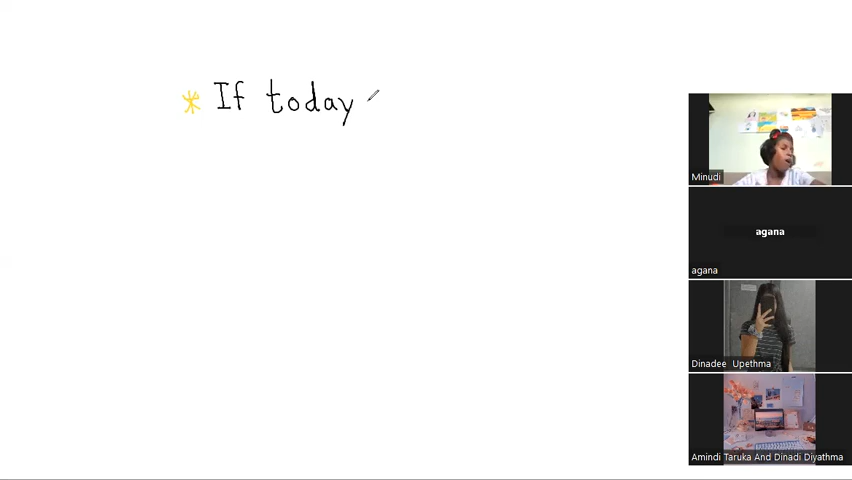 * If today
Minudi
agana
agana
Dinadee Upethma
Amindi Taruka And Dinadi Diyathma